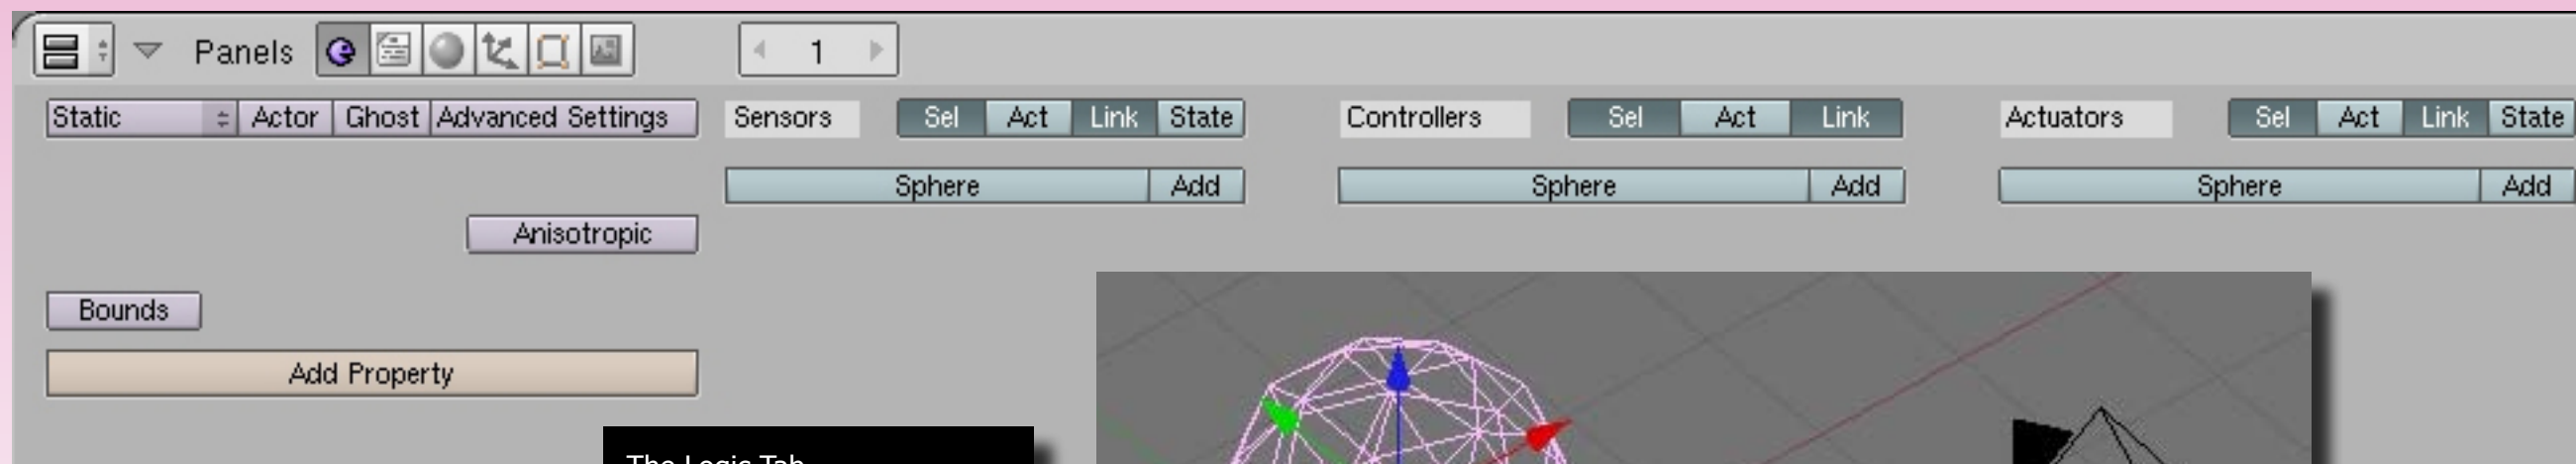 Panels 1
Static Actor Ghost Advanced Settings Sensors Sel Act Link State Controllers Sel Act Link Actuators Sel Act Link State
Sphere Add Sphere Add Sphere Add
Anisotropic
Bounds
Add Property
The Logic Tab